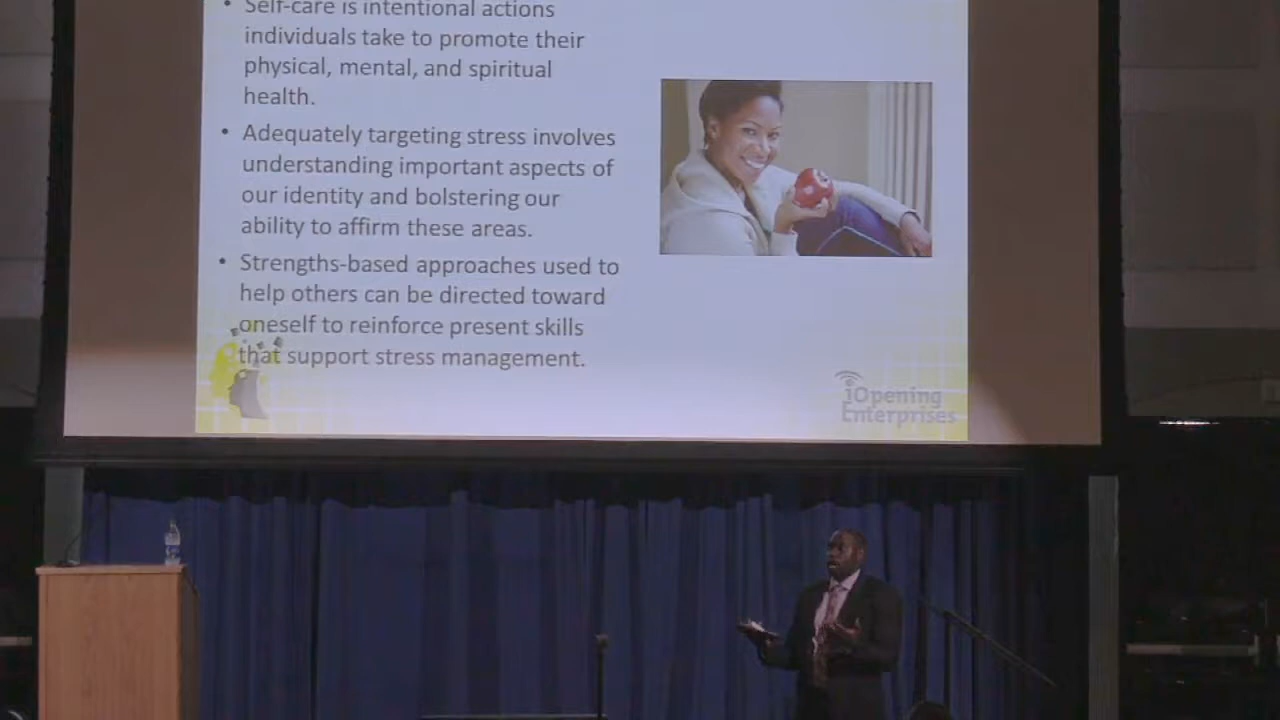 • Self-care is intentional actions
individuals take to promote their
physical, mental, and spiritual
health.
• Adequately targeting stress involves
understanding important aspects of
our identity and bolstering our
ability to affirm these areas.
• Strengths-based approaches used to
help others can be directed toward
oneself to reinforce present skills
that support stress management.
iOpening
Enterprises